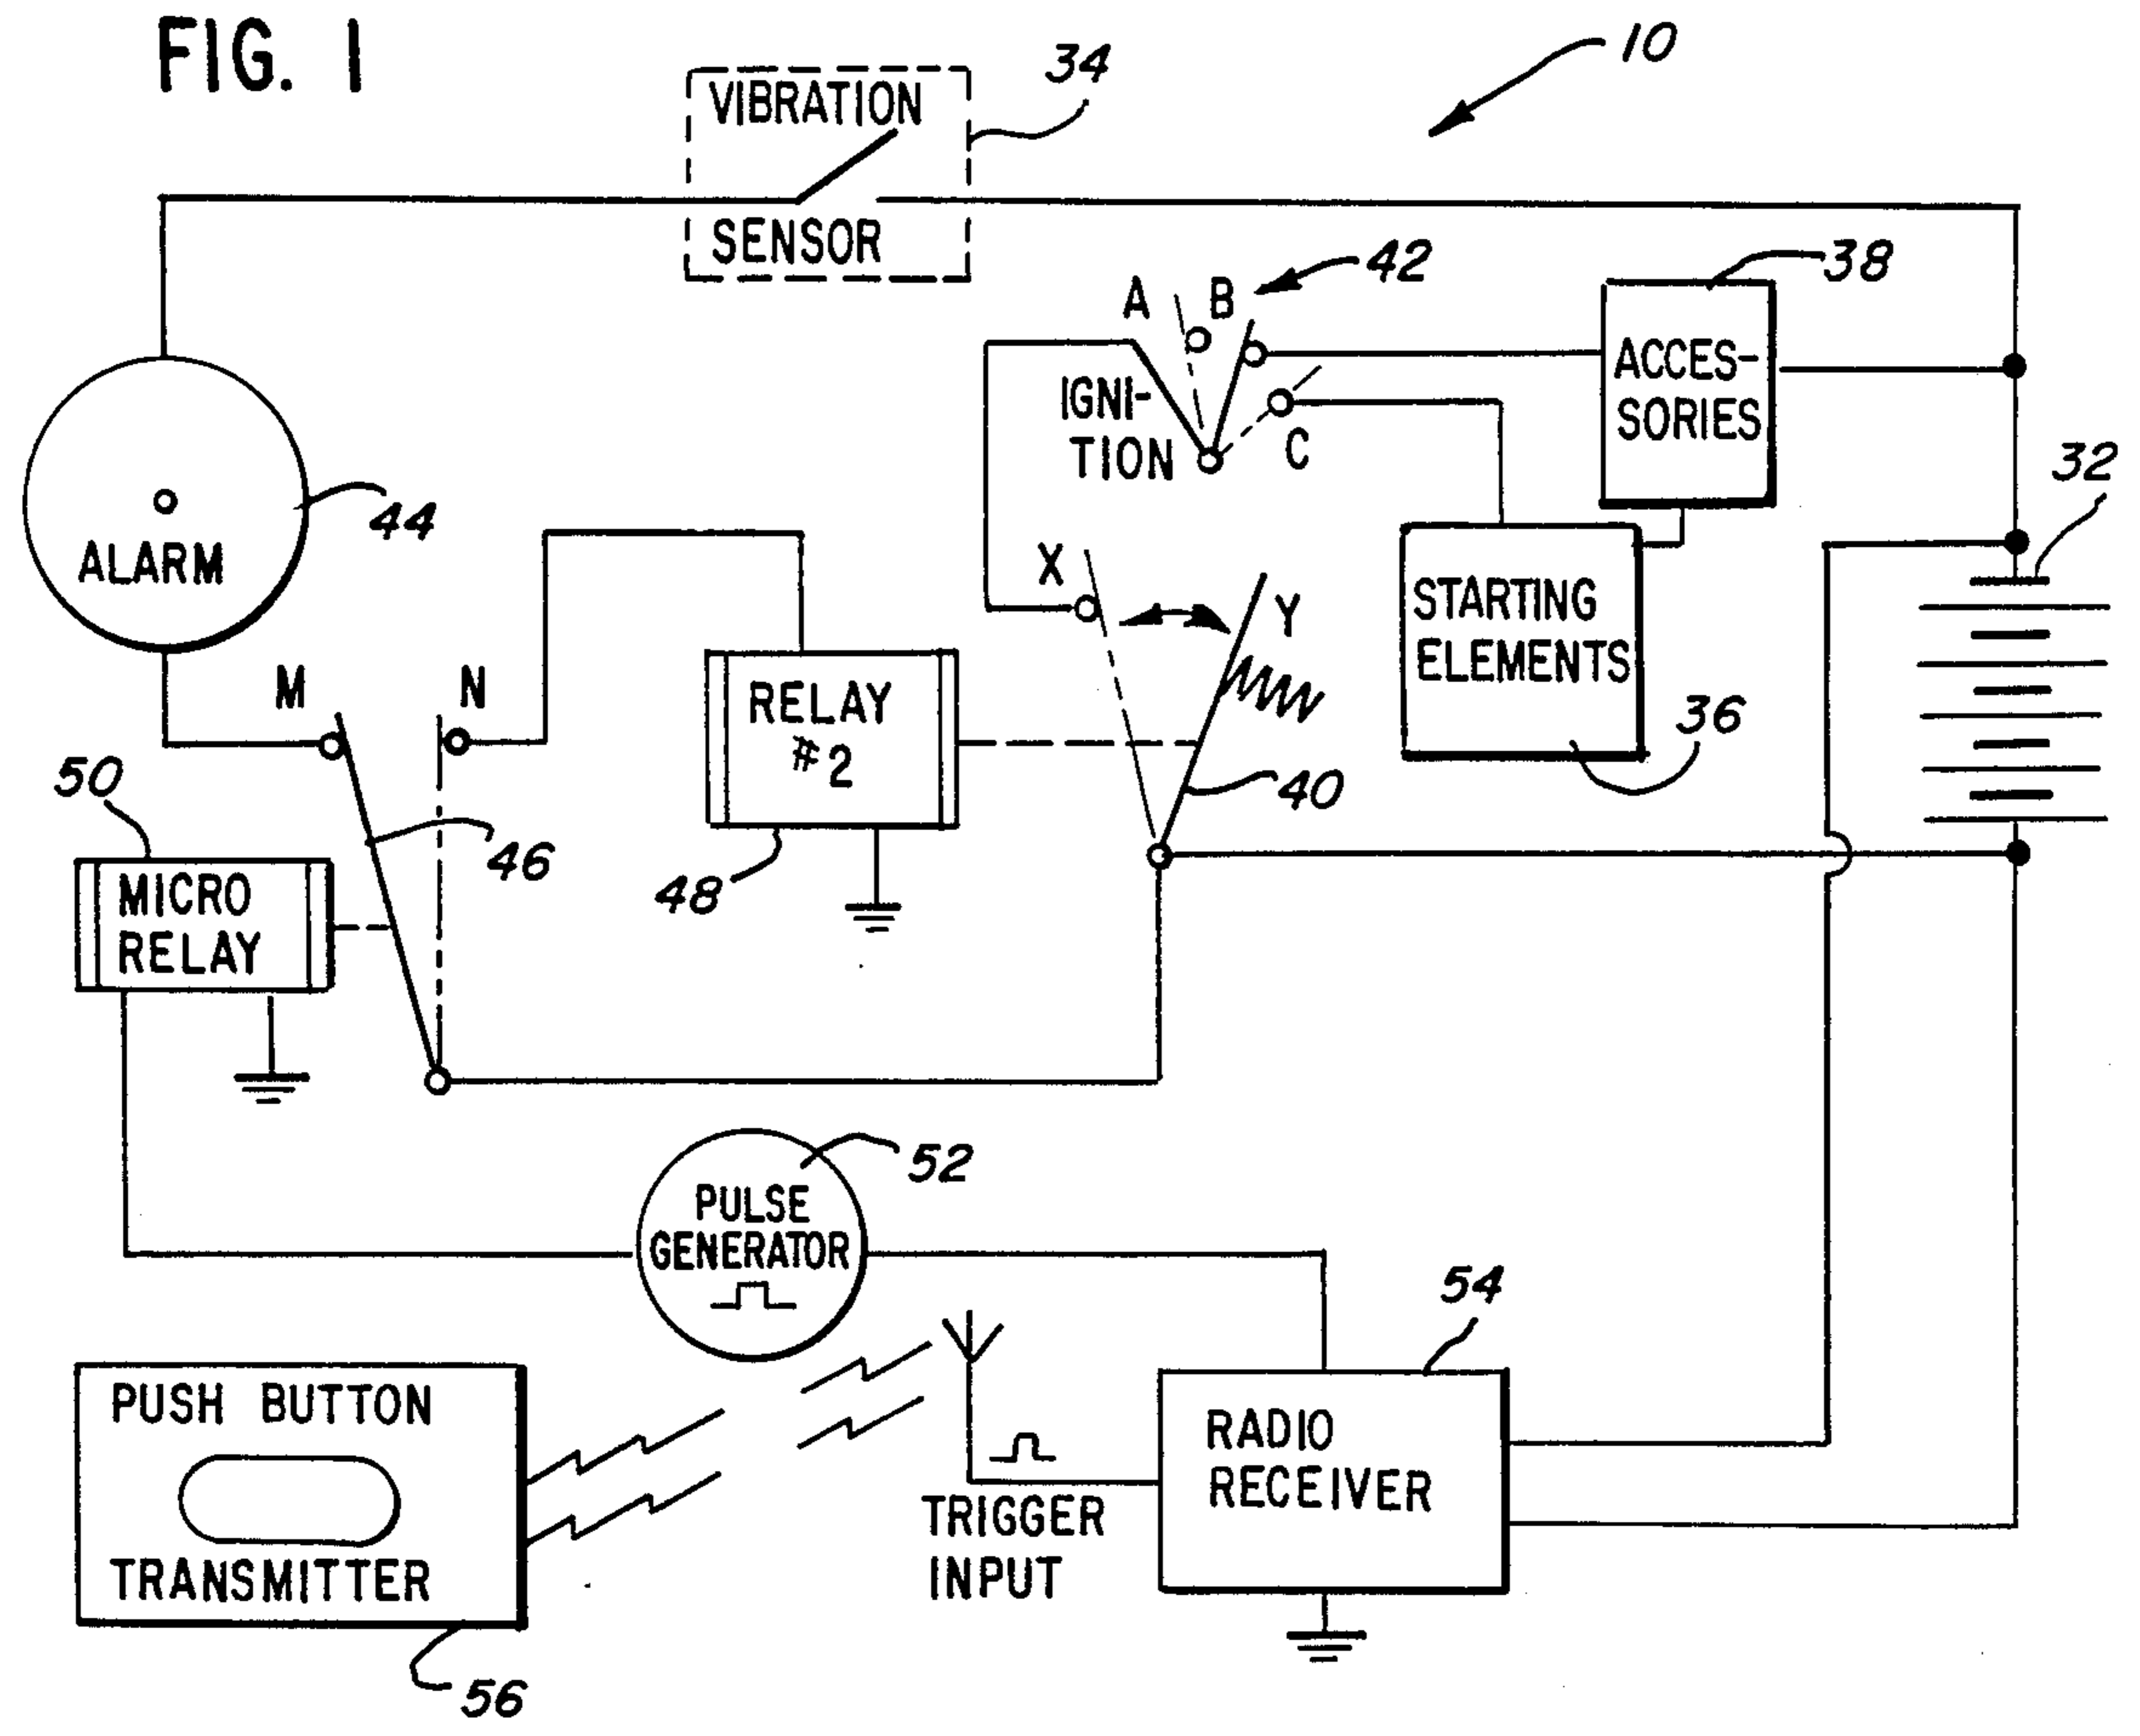 FIG. 1
10
34
VIBRATION
SENSOR
42
38
A
B
ACCES-
SORIES
IGNI-
TION
C
32
44
ALARM
X
Y
STARTING
ELEMENTS
36
M
N
RELAY
#2
40
50
46
48
MICRO
RELAY
52
PULSE
GENERATOR
54
PUSH BUTTON
TRANSMITTER
RADIO
RECEIVER
TRIGGER
INPUT
56